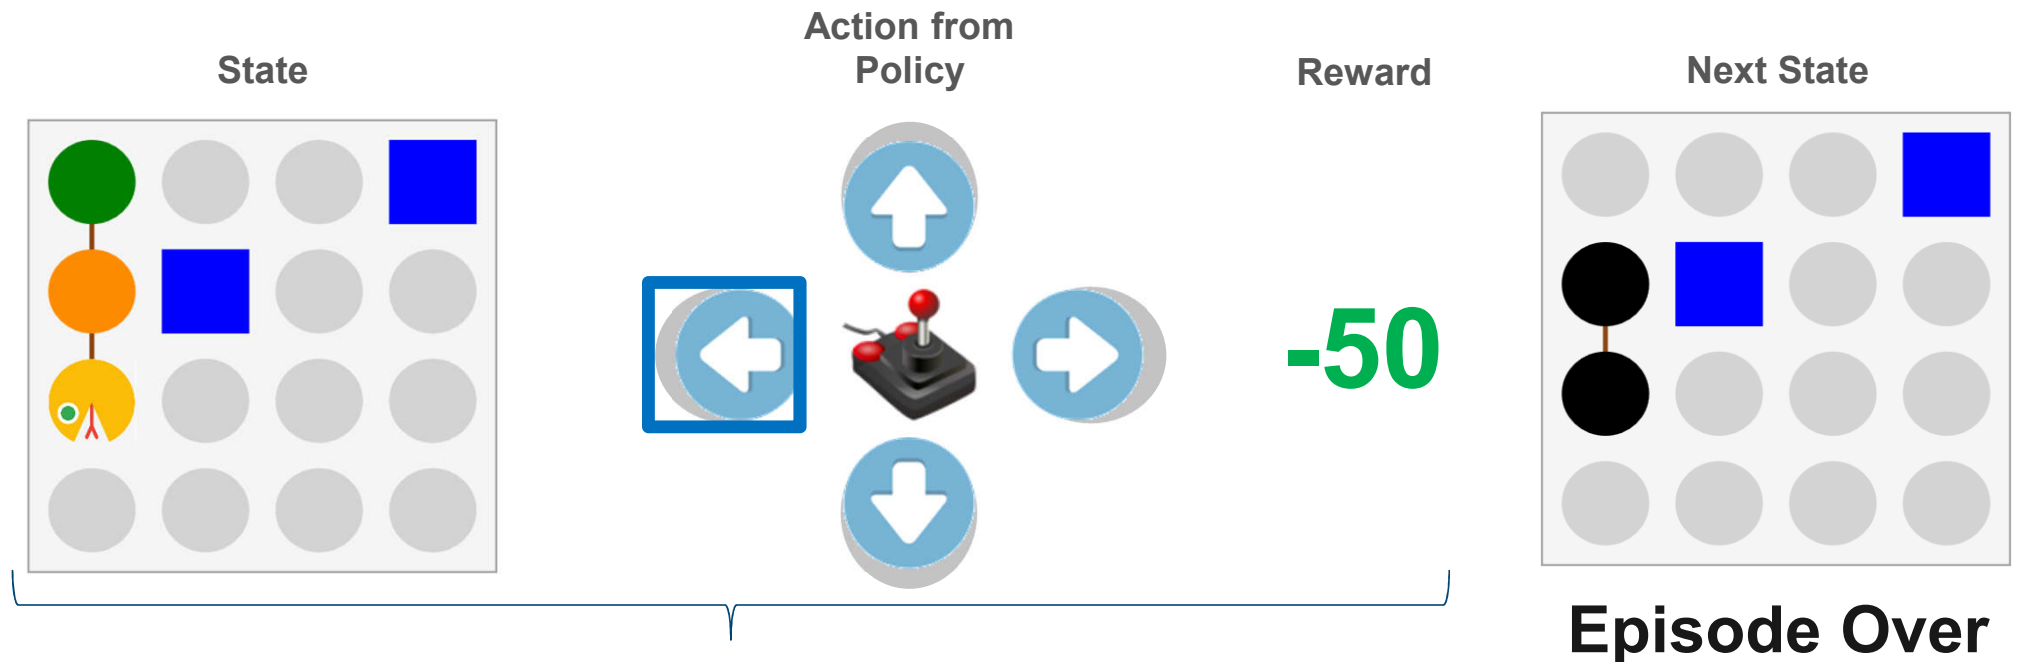 State
Action from
Policy
Reward
Next State
-50
Episode Over